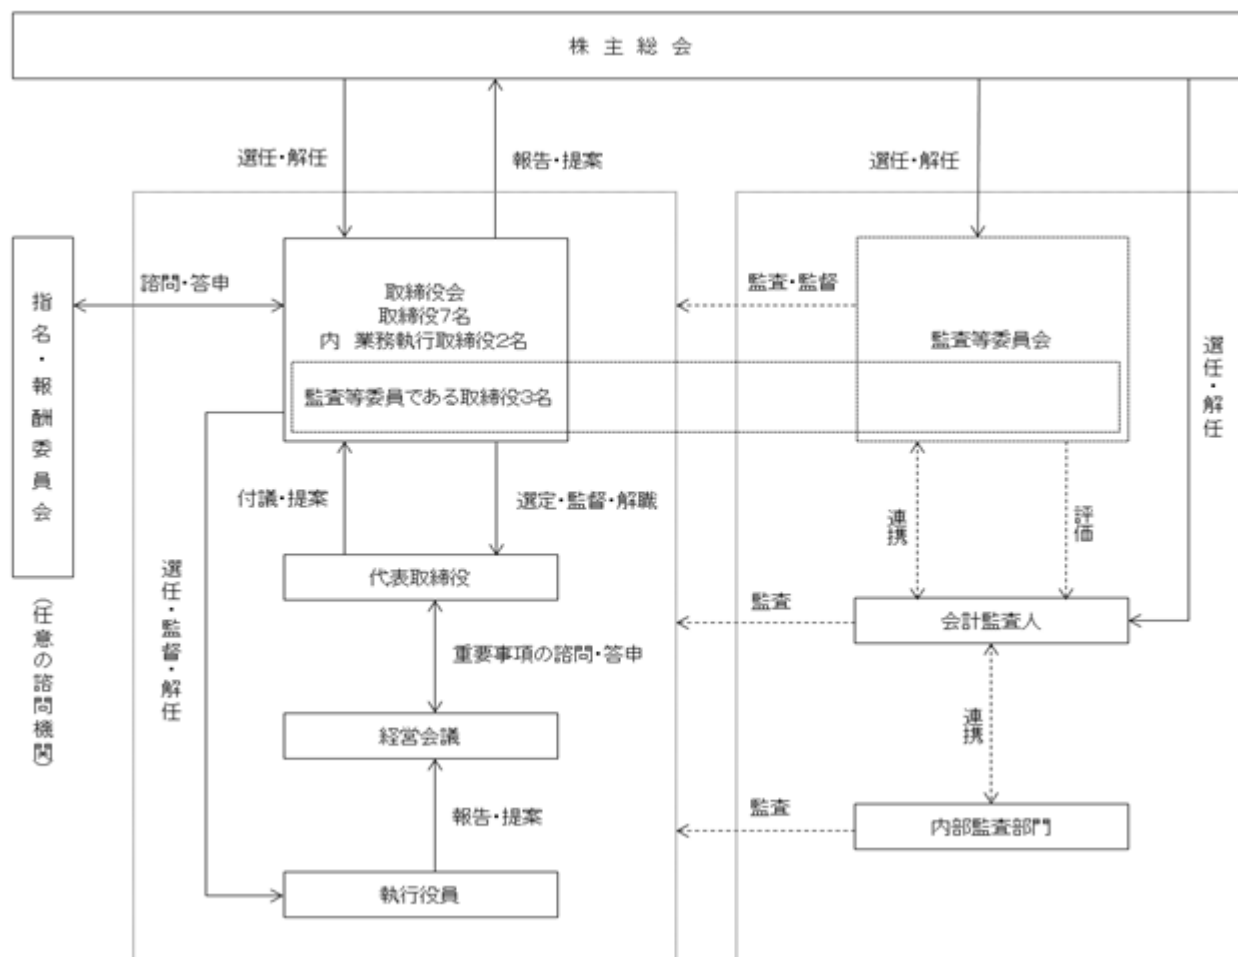 株主総会
選任・解任
報告・提案
選任・解任
選任・解任
指名・報酬委員会
(任意の諮問機関)
諮問・答申
取締役会
取締役7名
内 業務執行取締役2名
監査等委員である取締役3名
監査・監督
監査等委員会
付議・提案
選定・監督・解職
連携
評価
選任・監督・解任
代表取締役
監査
会計監査人
重要事項の諮問・答申
連携
経営会議
報告・提案
監査
内部監査部門
執行役員